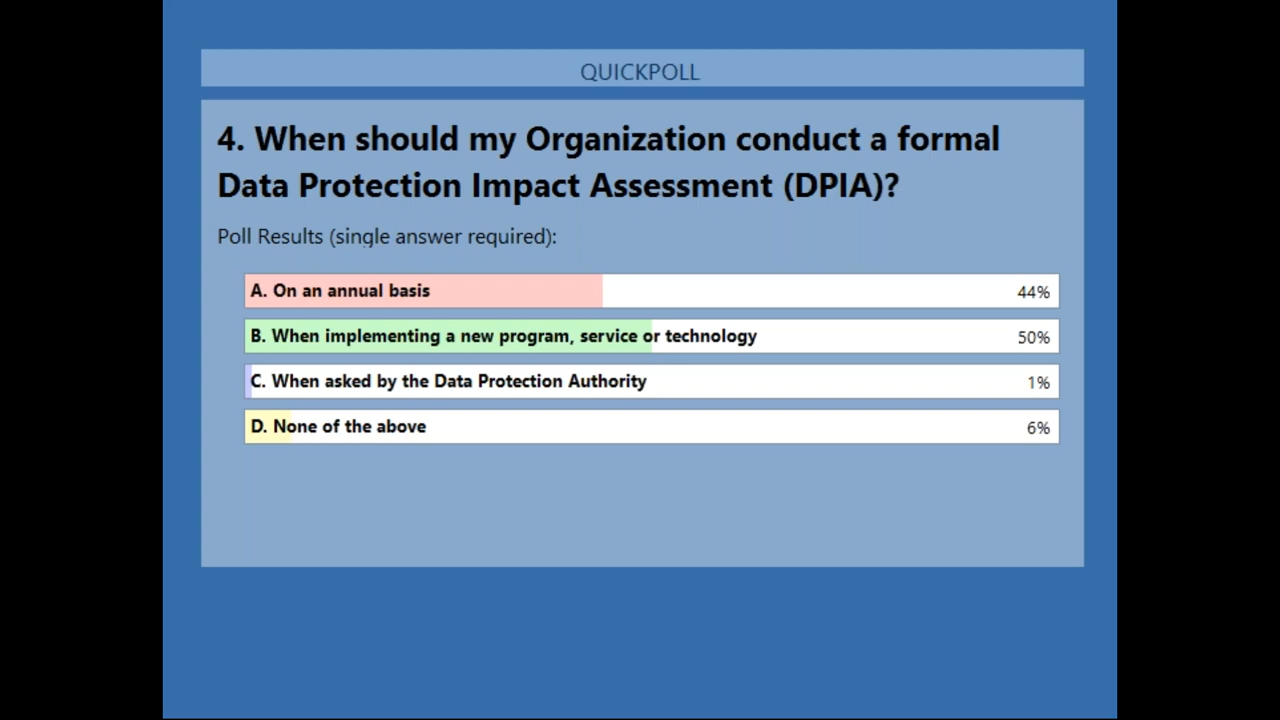 QUICKPOLL
4. When should my Organization conduct a formal
Data Protection Impact Assessment (DPIA)?
Poll Results (single answer required):
A. On an annual basis 44%
B. When implementing a new program, service or technology 50%
C. When asked by the Data Protection Authority 1%
D. None of the above 6%